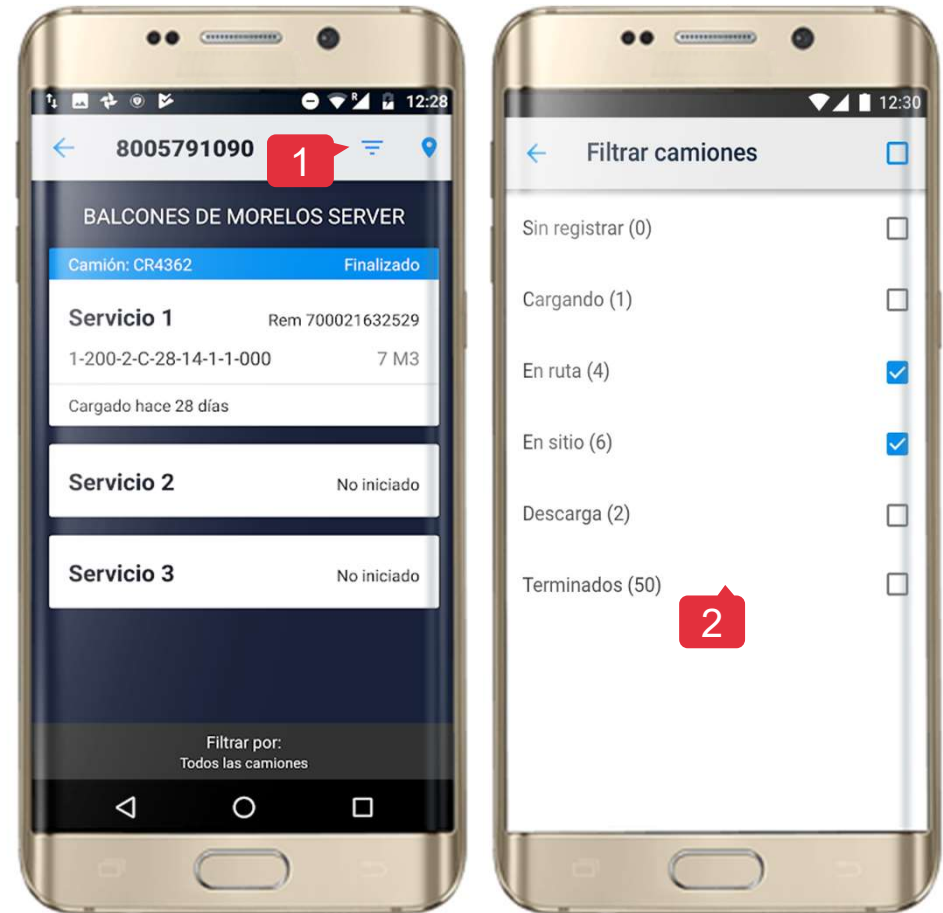 12:28
8005791090
1
BALCONES DE MORELOS SERVER
Camión: CR4362 Finalizado
Servicio 1 Rem 700021632529
1-200-2-C-28-14-1-1-000 7 M3
Cargado hace 28 días
Servicio 2 No iniciado
Servicio 3 No iniciado
Filtrar por:
Todos las camiones
12:30
Filtrar camiones
Sin registrar (0)
Cargando (1)
En ruta (4)
En sitio (6)
Descarga (2)
Terminados (50)
2